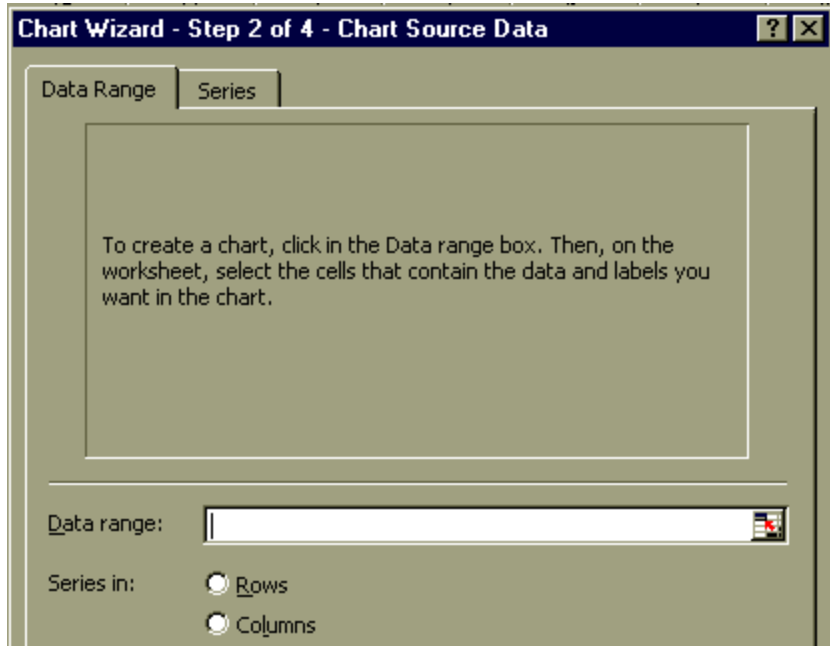 Chart Wizard - Step 2 of 4 - Chart Source Data
Data Range Series
To create a chart, click in the Data range box. Then, on the
worksheet, select the cells that contain the data and labels you
want in the chart.
Data range:
Series in: Rows
Columns